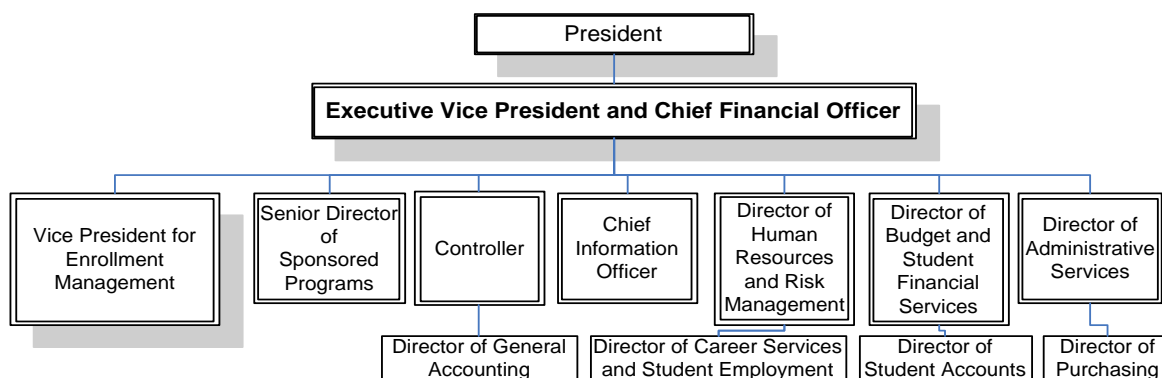 President
Executive Vice President and Chief Financial Officer
Vice President for
Enrollment
Management
Senior Director
of
Sponsored
Programs
Controller
Chief
Information
Officer
Director of
Human
Resources
and Risk
Management
Director of
Budget and
Student
Financial
Services
Director of
Administrative
Services
Director of General
Accounting
Director of Career Services
and Student Employment
Director of
Student Accounts
Director of
Purchasing